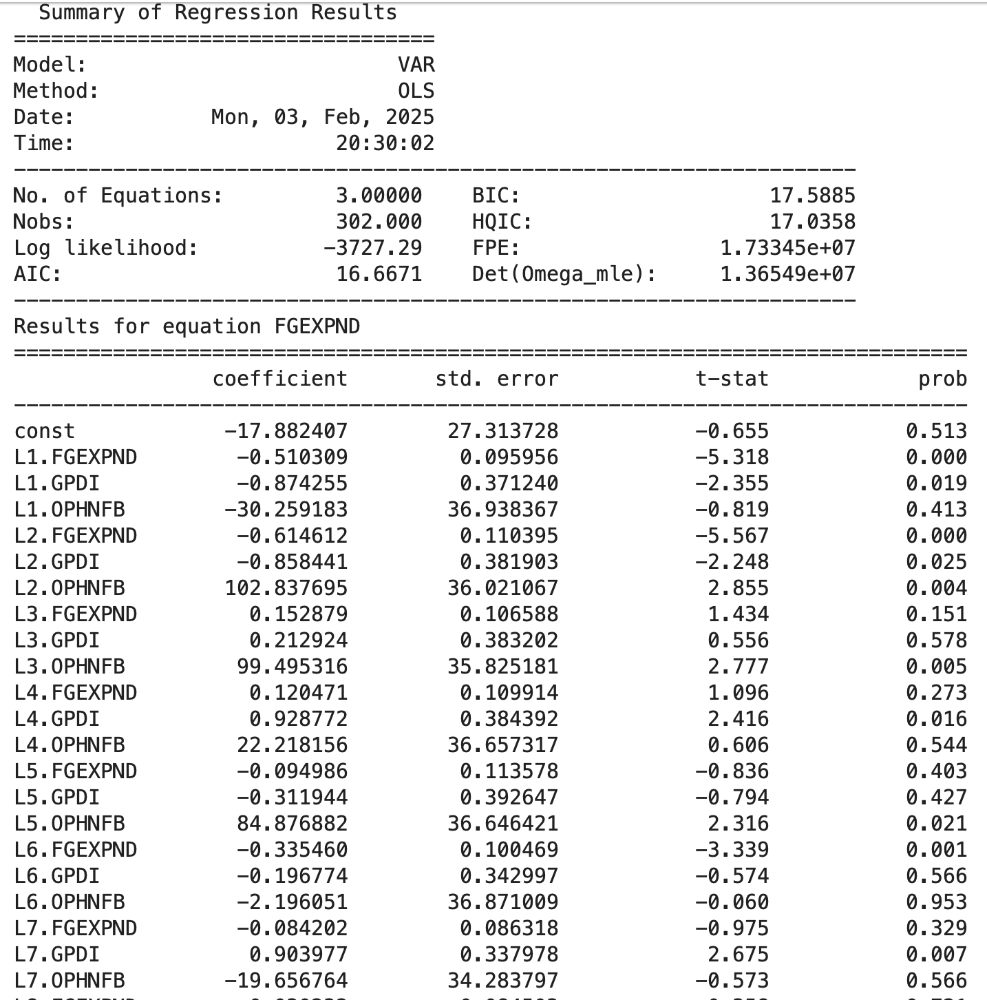 Summary of Regression Results
==================================
Model: VAR
Method: OLS
Date: Mon, 03, Feb, 2025
Time: 20:30:02
--------------------------------------------------------------------
No. of Equations: 3.00000 BIC: 17.5885
Nobs: 302.000 HQIC: 17.0358
Log likelihood: -3727.29 FPE: 1.73345e+07
AIC: 16.6671 Det(Omega_mle): 1.36549e+07
--------------------------------------------------------------------
Results for equation FGEXPND
=============================================================================
coefficient std. error t-stat prob
-----------------------------------------------------------------------------
const -17.882407 27.313728 -0.655 0.513
L1.FGEXPND -0.510309 0.095956 -5.318 0.000
L1.GPDI -0.874255 0.371240 -2.355 0.019
L1.OPHNFB -30.259183 36.938367 -0.819 0.413
L2.FGEXPND -0.614612 0.110395 -5.567 0.000
L2.GPDI -0.858441 0.381903 -2.248 0.025
L2.OPHNFB 102.837695 36.021067 2.855 0.004
L3.FGEXPND 0.152879 0.106588 1.434 0.151
L3.GPDI 0.212924 0.383202 0.556 0.578
L3.OPHNFB 99.495316 35.825181 2.777 0.005
L4.FGEXPND 0.120471 0.109914 1.096 0.273
L4.GPDI 0.928772 0.384392 2.416 0.016
L4.OPHNFB 22.218156 36.657317 0.606 0.544
L5.FGEXPND -0.094986 0.113578 -0.836 0.403
L5.GPDI -0.311944 0.392647 -0.794 0.427
L5.OPHNFB 84.876882 36.646421 2.316 0.021
L6.FGEXPND -0.335460 0.100469 -3.339 0.001
L6.GPDI -0.196774 0.342997 -0.574 0.566
L6.OPHNFB -2.196051 36.871009 -0.060 0.953
L7.FGEXPND -0.084202 0.086318 -0.975 0.329
L7.GPDI 0.903977 0.337978 2.675 0.007
L7.OPHNFB -19.656764 34.283797 -0.573 0.566